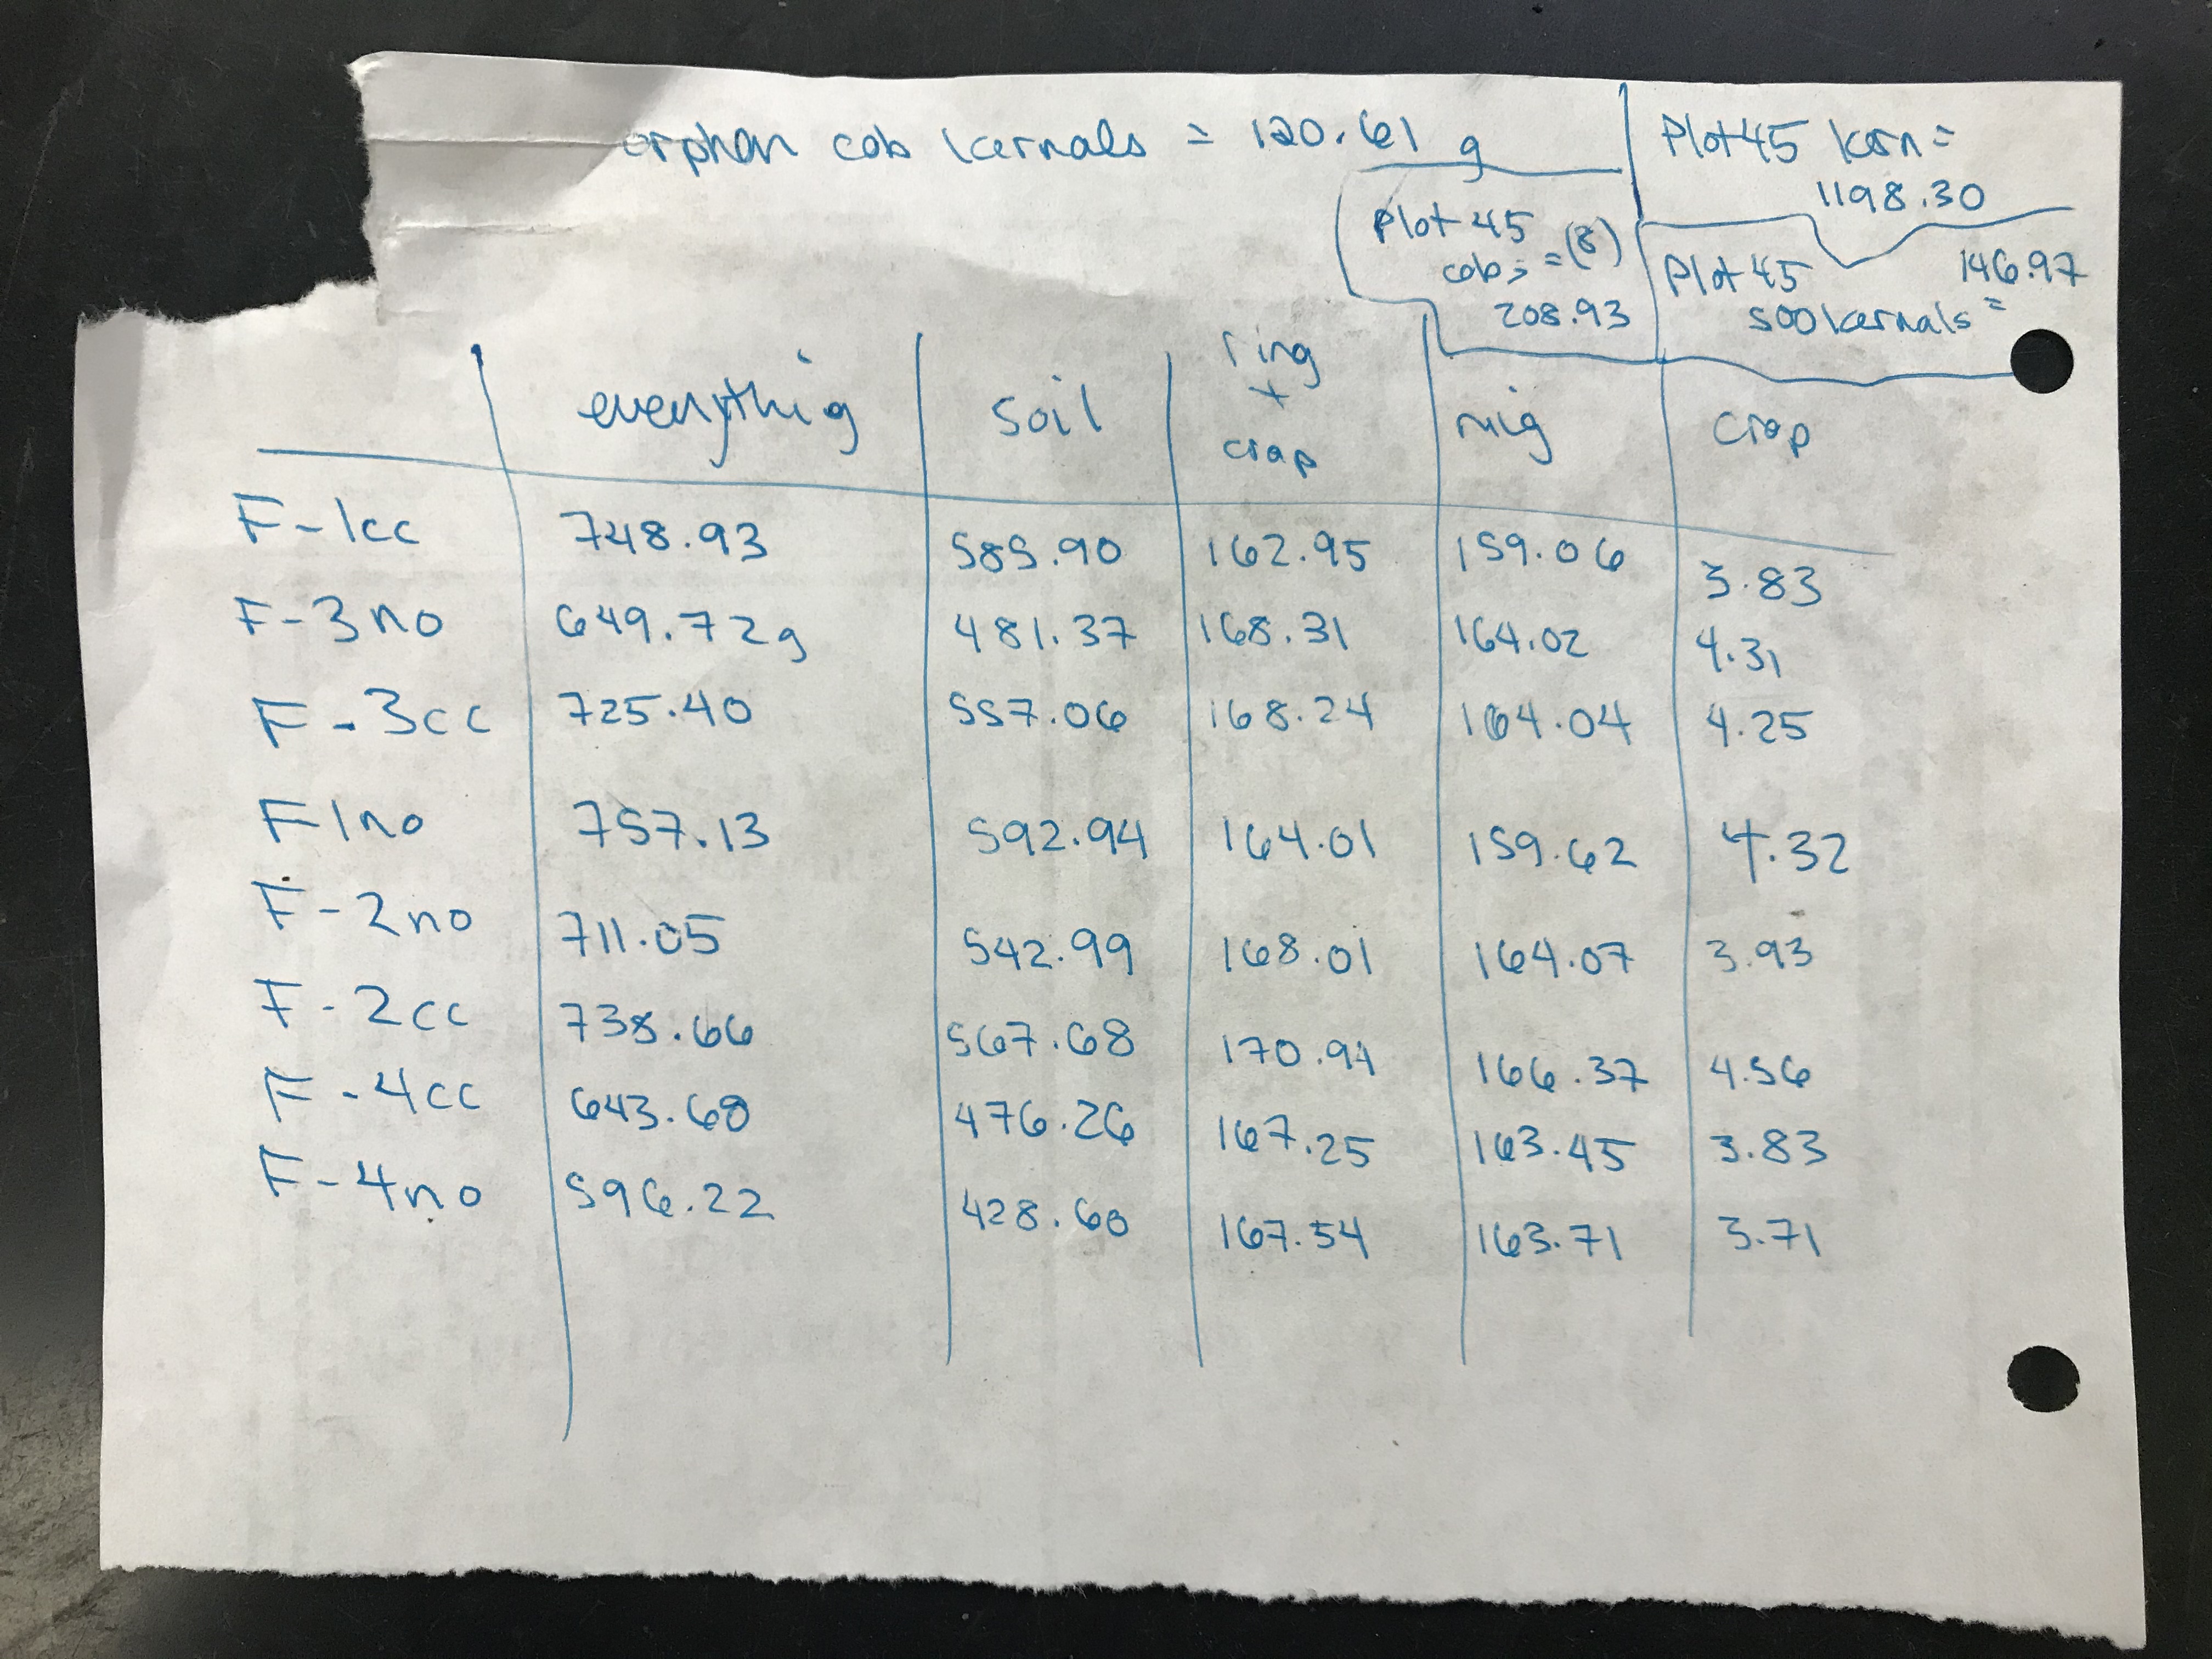 orphan cob kernals = 120.61 g
Plot 45 korn =
1198.30
Plot 45
cobs = (8)
208.93
Plot 45 146.97
500 kernals =
everythig soil ring + crap ring crap
F-1cc 748.93 585.90 162.95 159.06 3.83
F-3no 649.72g 481.37 168.31 164.02 4.31
F-3cc 725.40 557.06 168.24 164.04 4.25
F1no 757.13 592.94 164.01 159.62 4.32
F-2no 711.05 542.99 168.01 164.07 3.93
F-2cc 738.66 567.68 170.94 166.37 4.56
F-4cc 643.68 476.26 167.25 163.45 3.83
F-4no 596.22 428.60 167.54 163.71 3.71